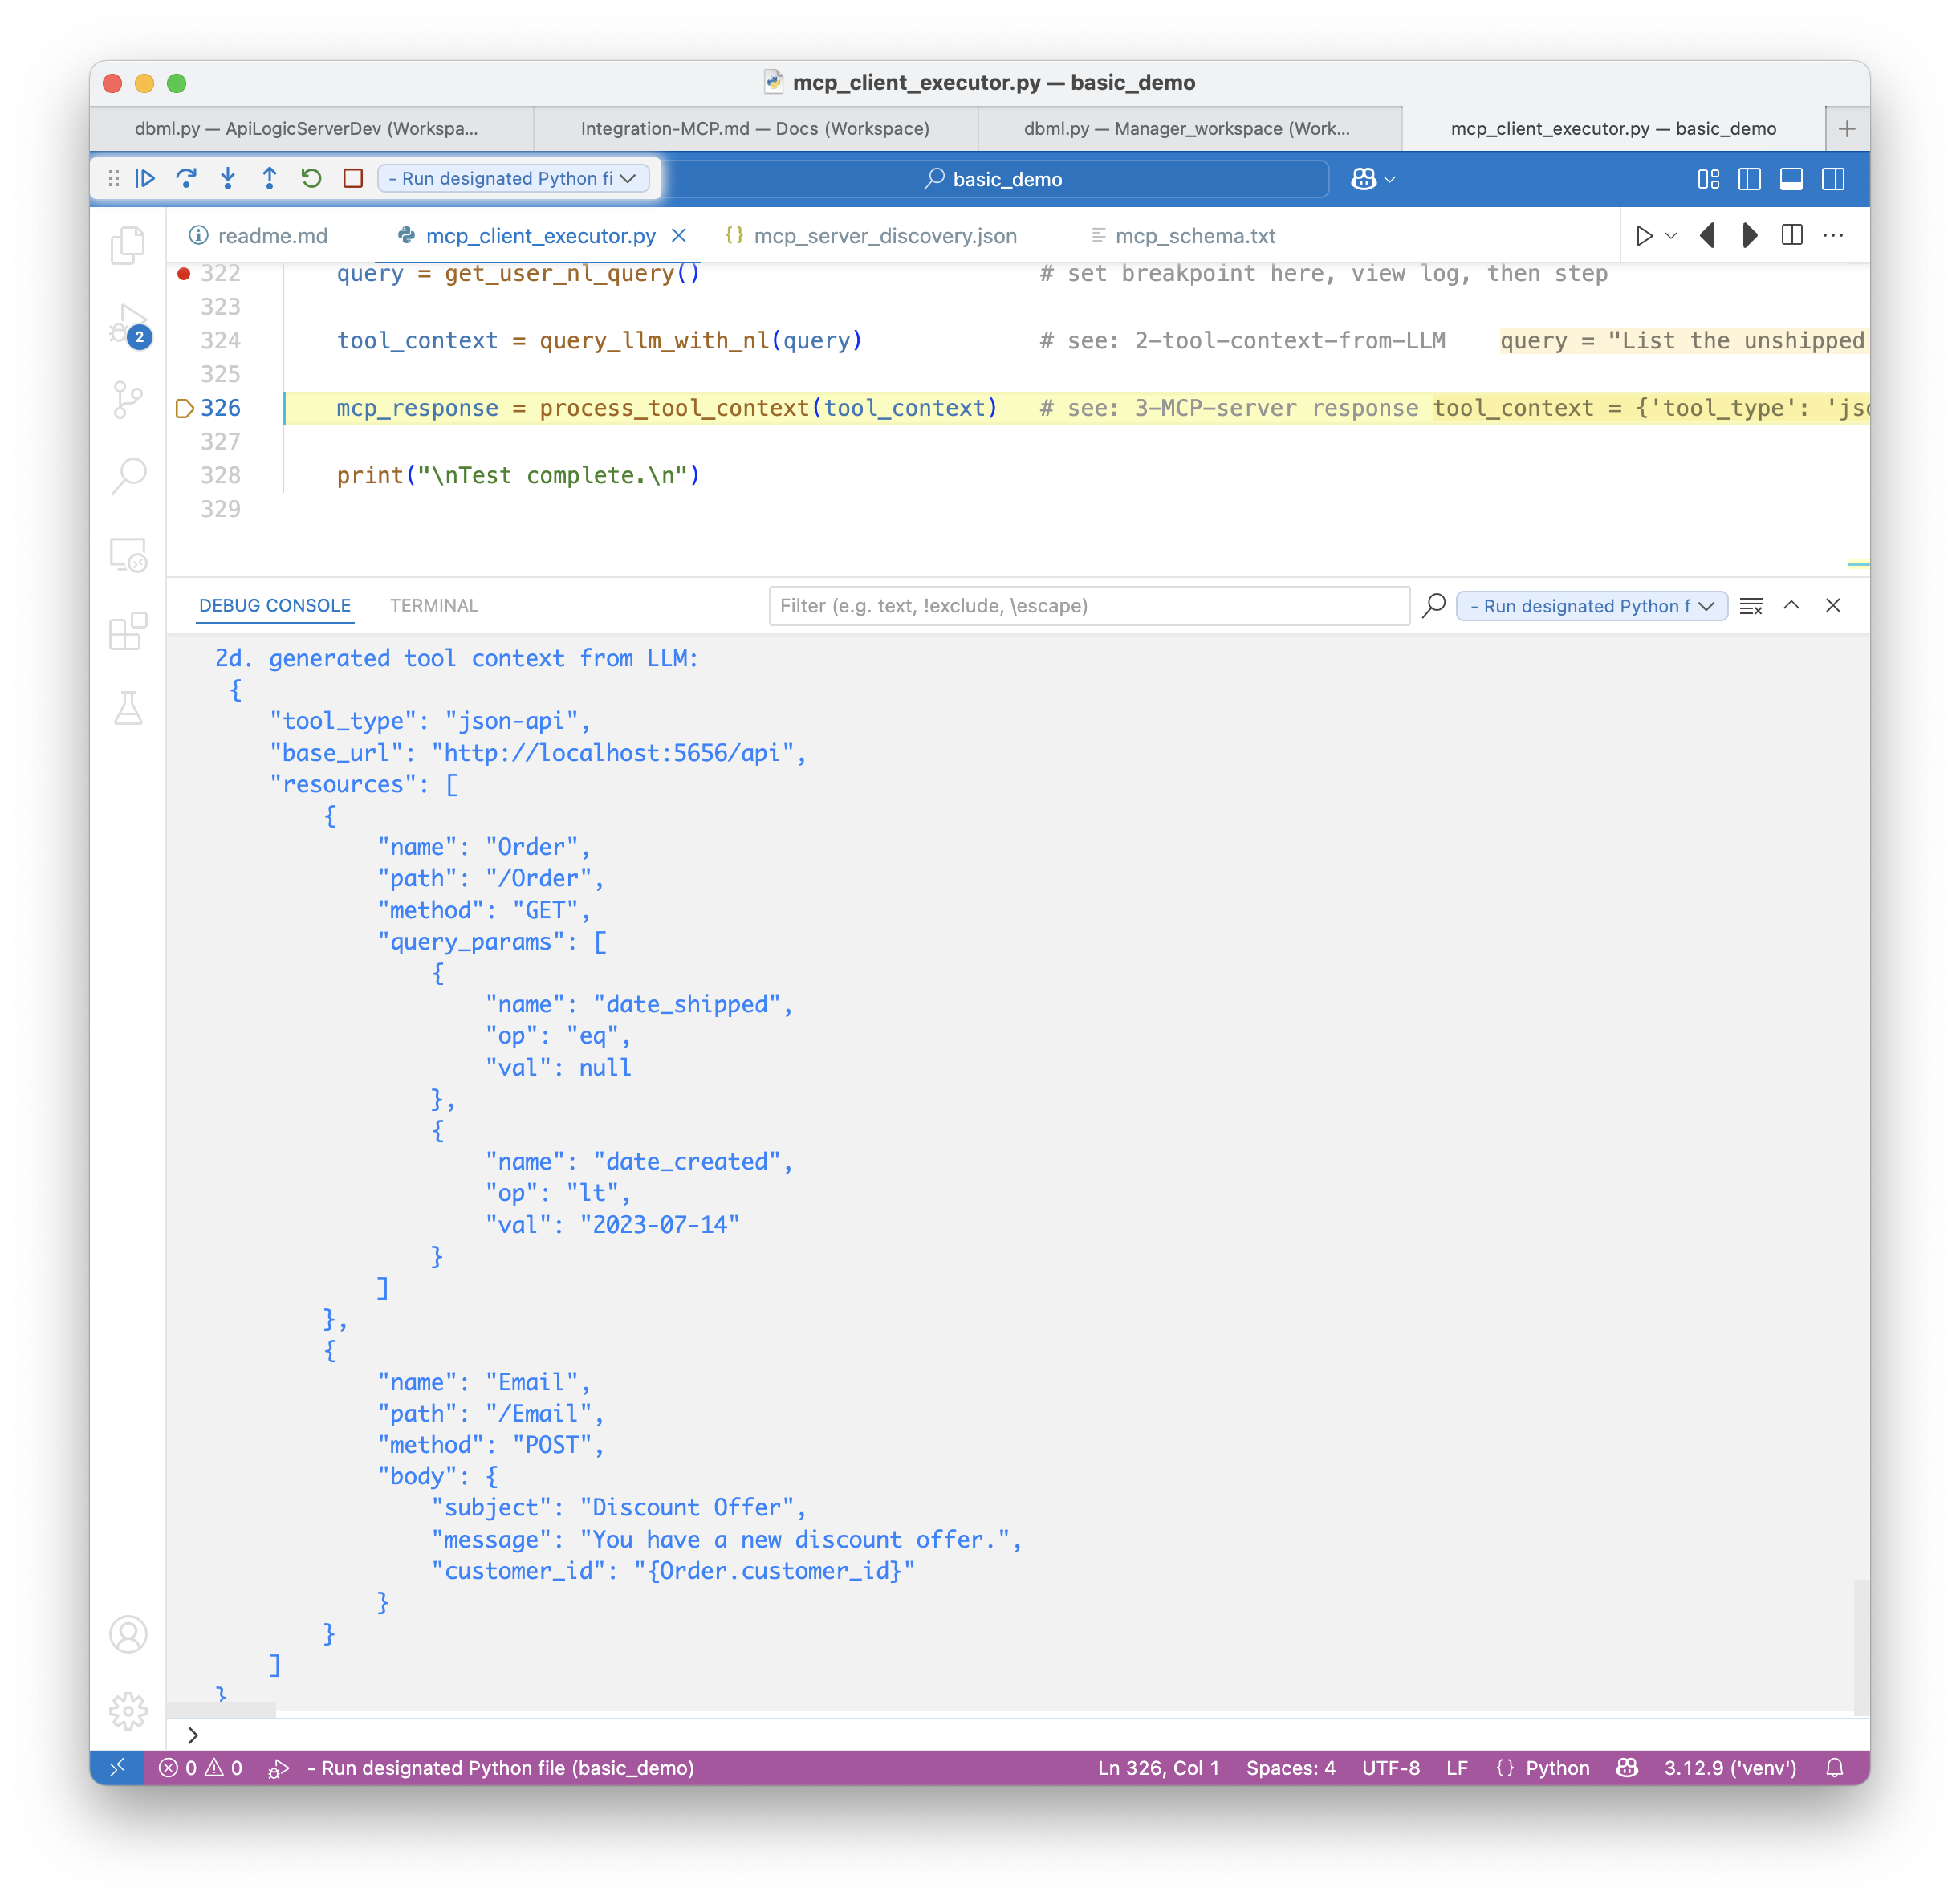 mcp_client_executor.py — basic_demo
dbml.py — ApiLogicServerDev (Workspa...
Integration-MCP.md — Docs (Workspace)
dbml.py — Manager_workspace (Work...
mcp_client_executor.py — basic_demo
- Run designated Python fi
basic_demo
readme.md
mcp_client_executor.py
mcp_server_discovery.json
mcp_schema.txt
322 query = get_user_nl_query() # set breakpoint here, view log, then step
323
324 tool_context = query_llm_with_nl(query) # see: 2-tool-context-from-LLM query = "List the unshipped
325
326 mcp_response = process_tool_context(tool_context) # see: 3-MCP-server response tool_context = {'tool_type': 'jso
327
328 print("\nTest complete.\n")
329
2
DEBUG CONSOLE
TERMINAL
Filter (e.g. text, !exclude, \escape)
- Run designated Python f
2d. generated tool context from LLM:
{
"tool_type": "json-api",
"base_url": "http://localhost:5656/api",
"resources": [
{
"name": "Order",
"path": "/Order",
"method": "GET",
"query_params": [
{
"name": "date_shipped",
"op": "eq",
"val": null
},
{
"name": "date_created",
"op": "lt",
"val": "2023-07-14"
}
]
},
{
"name": "Email",
"path": "/Email",
"method": "POST",
"body": {
"subject": "Discount Offer",
"message": "You have a new discount offer.",
"customer_id": "{Order.customer_id}"
}
}
]
}
>
0 0 - Run designated Python file (basic_demo)
Ln 326, Col 1 Spaces: 4 UTF-8 LF {} Python 3.12.9 ('venv')